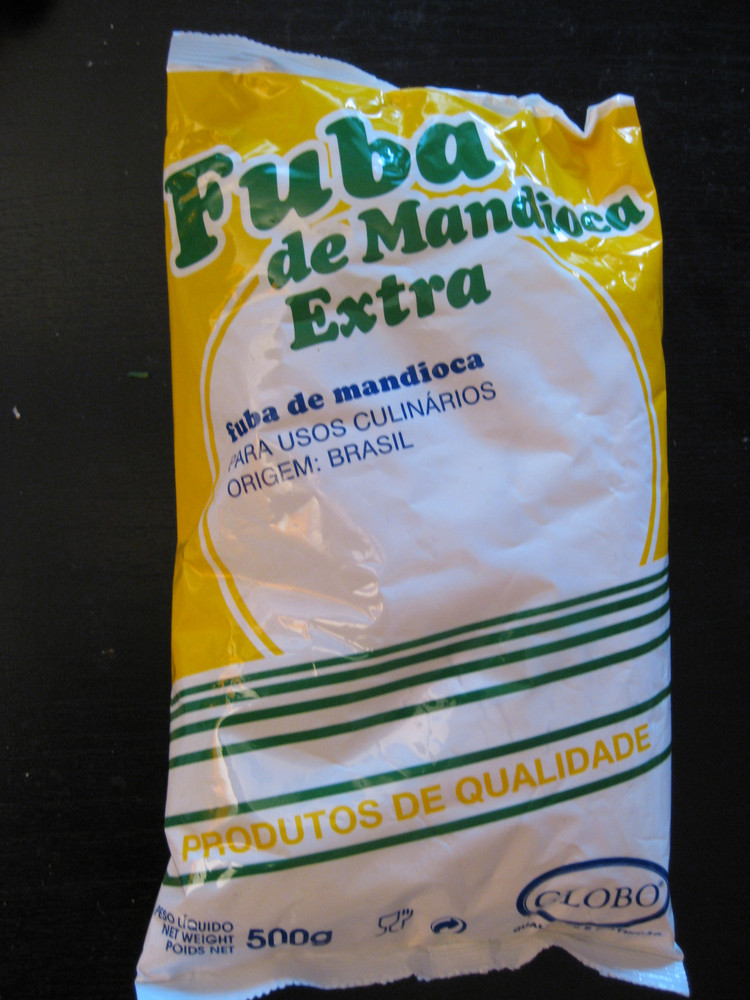 Fuba
de Mandioca
Extra
fuba de mandioca
PARA USOS CULINÁRIOS
ORIGEM: BRASIL
PRODUTOS DE QUALIDADE
PESO LÍQUIDO
NET WEIGHT
POIDS NET
500g
GLOBO